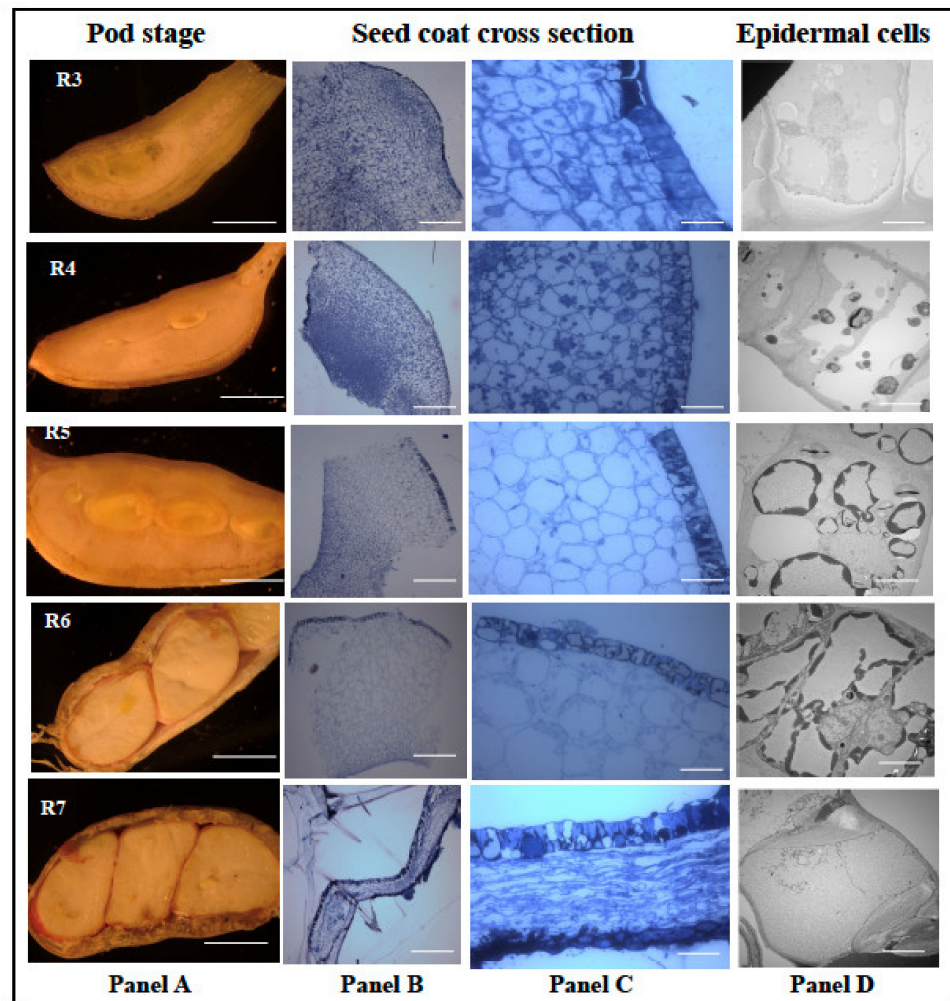 Pod stage Seed coat cross section Epidermal cells
R3
R4
R5
R6
R7
Panel A Panel B Panel C Panel D